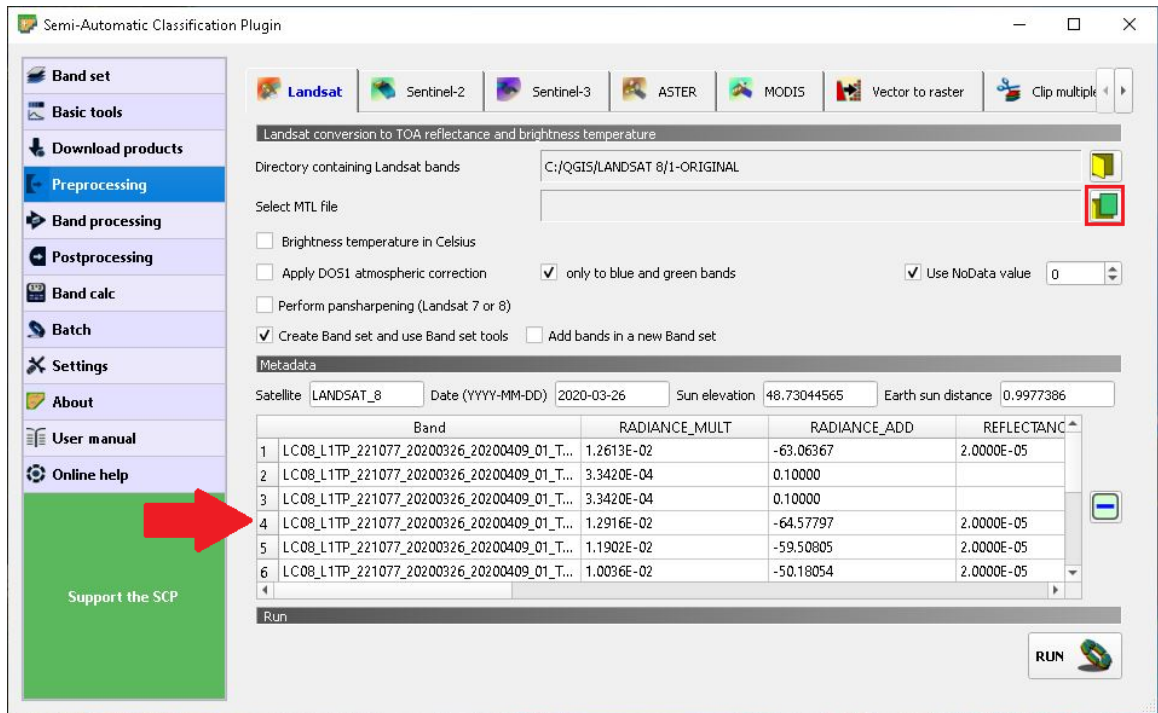 Semi-Automatic Classification Plugin
Band set
Basic tools
Download products
Preprocessing
Band processing
Postprocessing
Band calc
Batch
Settings
About
User manual
Online help
Support the SCP
Landsat Sentinel-2 Sentinel-3 ASTER MODIS Vector to raster Clip multiple
Landsat conversion to TOA reflectance and brightness temperature
Directory containing Landsat bands C:/QGIS/LANDSAT 8/1-ORIGINAL
Select MTL file
Brightness temperature in Celsius
Apply DOS1 atmospheric correction only to blue and green bands Use NoData value 0
Perform pansharpening (Landsat 7 or 8)
Create Band set and use Band set tools Add bands in a new Band set
Metadata
Satellite LANDSAT_8 Date (YYYY-MM-DD) 2020-03-26 Sun elevation 48.73044565 Earth sun distance 0.9977386
Band RADIANCE_MULT RADIANCE_ADD REFLECTANC
1 LC08_L1TP_221077_20200326_20200409_01_T... 1.2613E-02 -63.06367 2.0000E-05
2 LC08_L1TP_221077_20200326_20200409_01_T... 3.3420E-04 0.10000
3 LC08_L1TP_221077_20200326_20200409_01_T... 3.3420E-04 0.10000
4 LC08_L1TP_221077_20200326_20200409_01_T... 1.2916E-02 -64.57797 2.0000E-05
5 LC08_L1TP_221077_20200326_20200409_01_T... 1.1902E-02 -59.50805 2.0000E-05
6 LC08_L1TP_221077_20200326_20200409_01_T... 1.0036E-02 -50.18054 2.0000E-05
Run
RUN